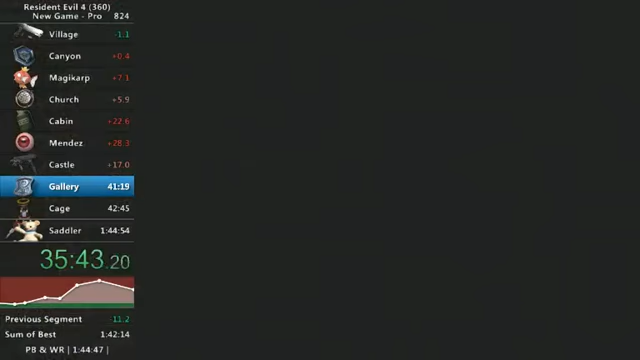 Resident Evil 4 (360)
New Game - Pro 824
Village -1.1
Canyon +0.4
Magikarp +7.1
Church +5.9
Cabin +22.6
Mendez +28.3
Castle +17.0
Gallery 41:19
Cage 42:45
Saddler 1:44:54
35:43.20
Previous Segment -11.2
Sum of Best 1:42:14
PB & WR | 1:44:47 |